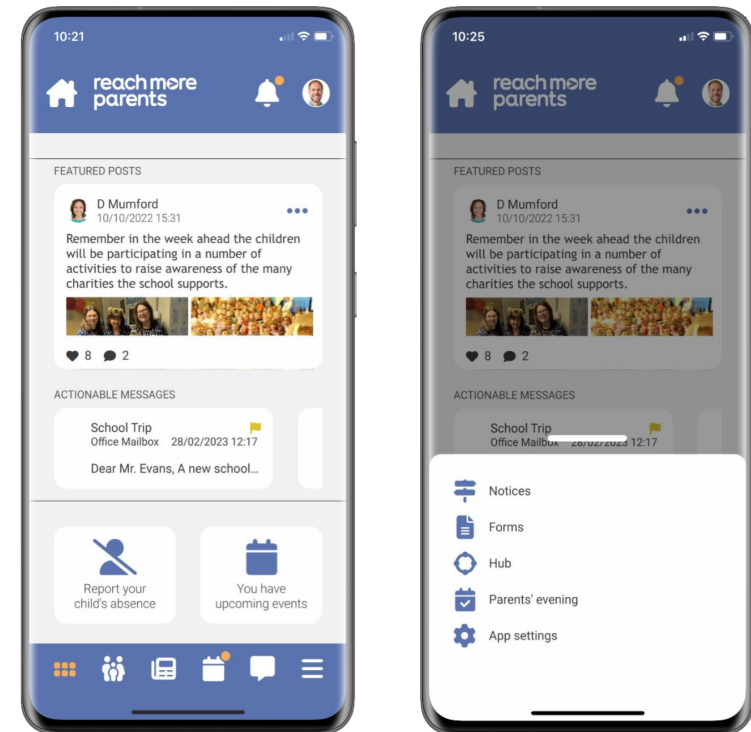 10:21
reach more
parents
FEATURED POSTS
D Mumford
10/10/2022 15:31
Remember in the week ahead the children
will be participating in a number of
activities to raise awareness of the many
charities the school supports.
8 2
ACTIONABLE MESSAGES
School Trip
Office Mailbox 28/02/2023 12:17
Dear Mr. Evans, A new school...
Report your
child's absence
You have
upcoming events
10:25
reach more
parents
FEATURED POSTS
D Mumford
10/10/2022 15:31
Remember in the week ahead the children
will be participating in a number of
activities to raise awareness of the many
charities the school supports.
8 2
ACTIONABLE MESSAGES
School Trip
Office Mailbox 28/02/2023 12:17
Notices
Forms
Hub
Parents' evening
App settings